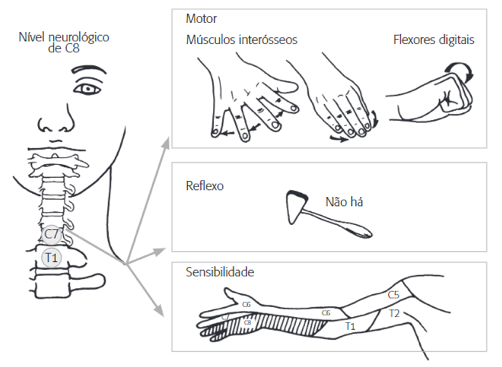 Nível neurológico
de C8
C7
T1
Motor
Músculos interósseos
Flexores digitais
Reflexo
Não há
Sensibilidade
C6
C8
C6
T1
C5
T2